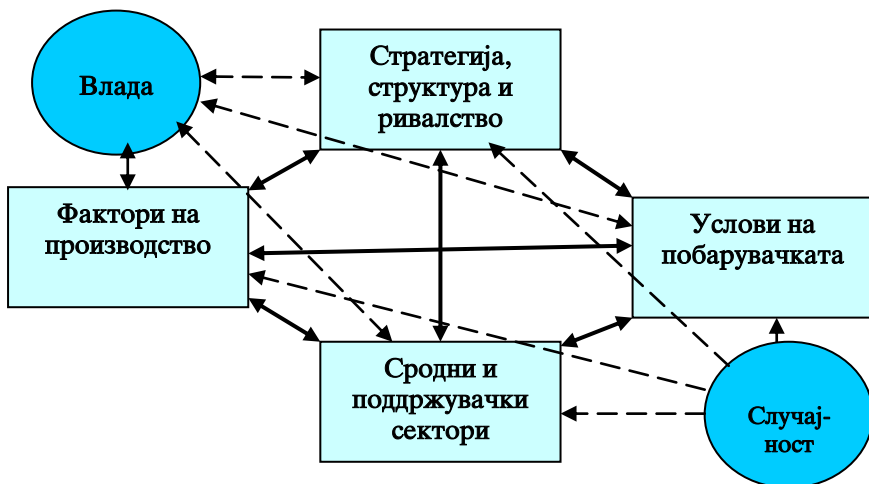 Влада
Стратегија,
структура и
ривалство
Фактори на
производство
Услови на
побарувачката
Сродни и
поддржувачки
сектори
Случај-
ност